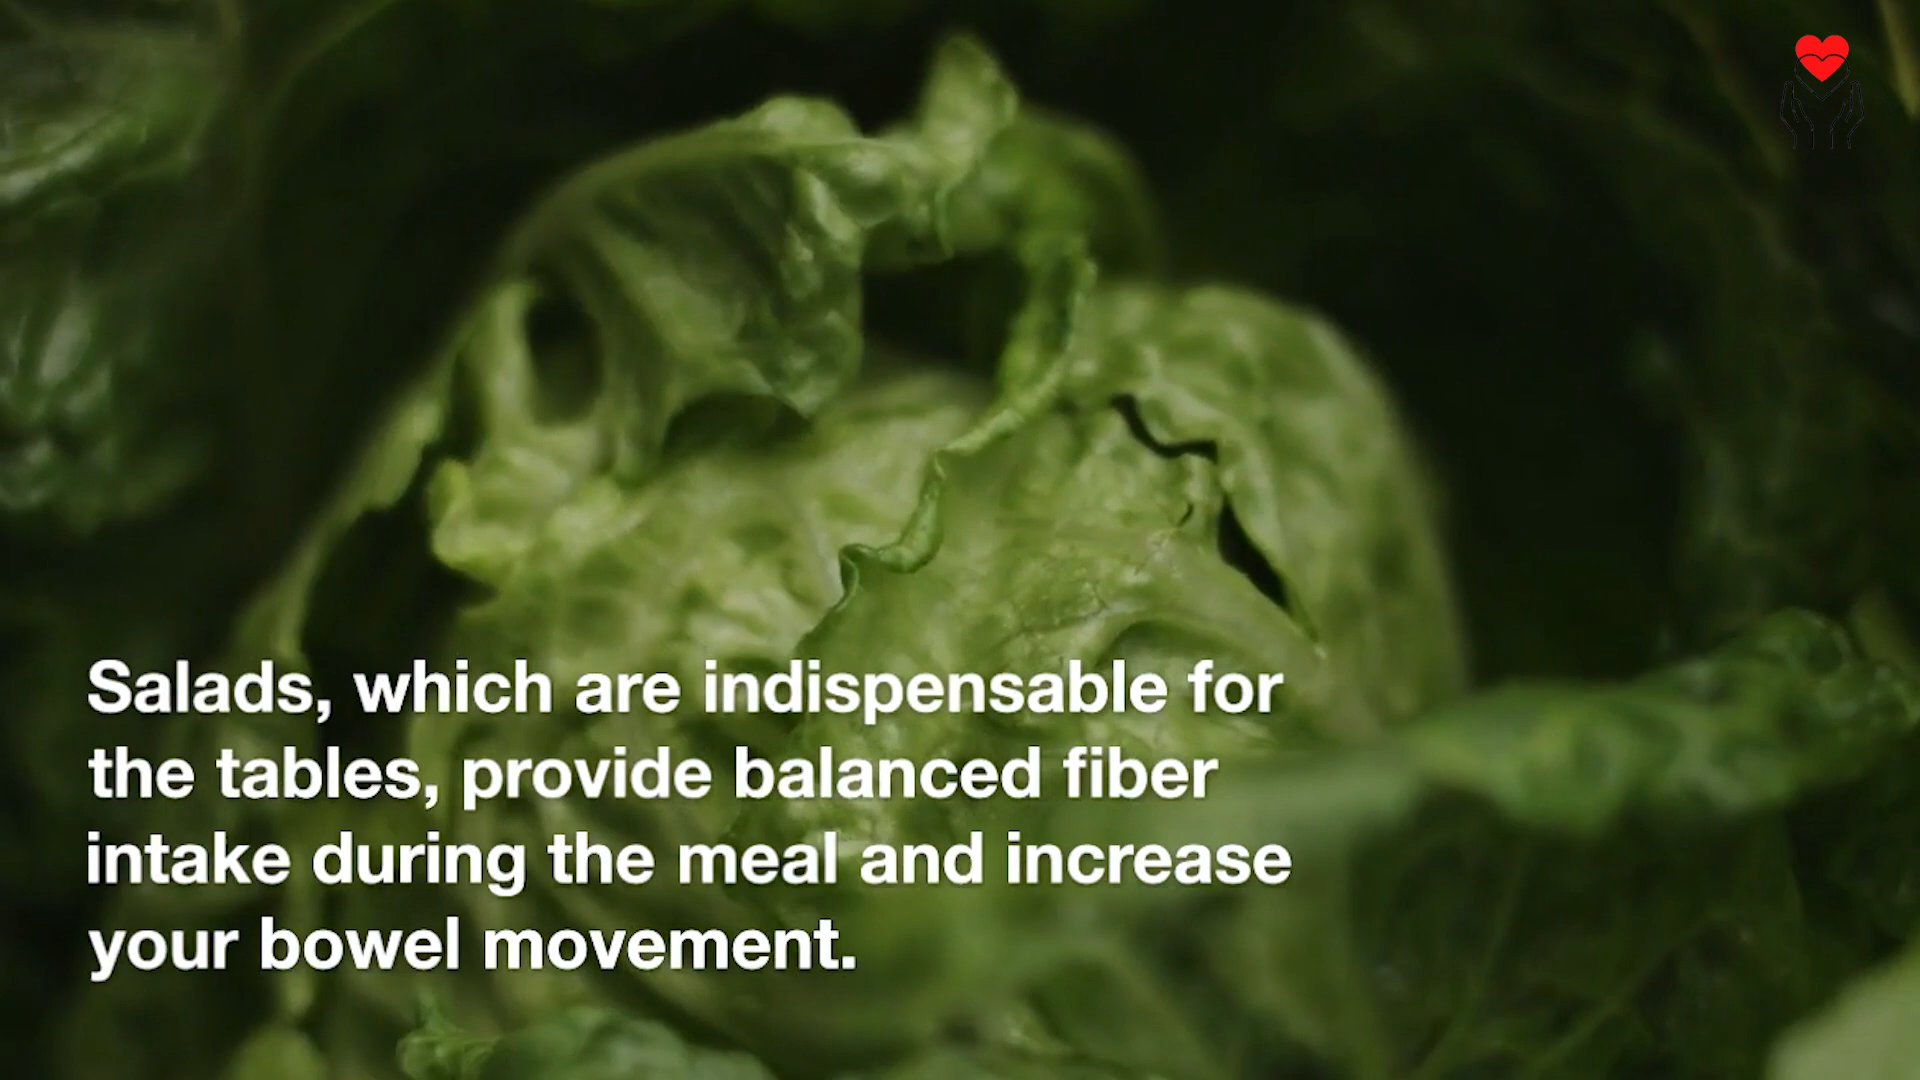 Salads, which are indispensable for
the tables, provide balanced fiber
intake during the meal and increase
your bowel movement.